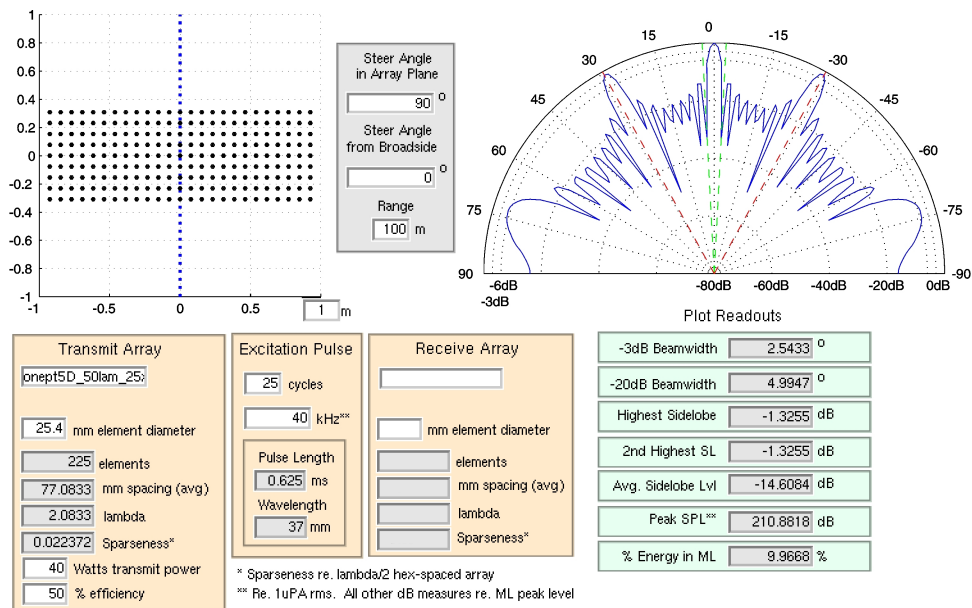 1
0.8
0.6
0.4
0.2
0
-0.2
-0.4
-0.6
-0.8
-1
-1 -0.5 0 0.5
1 m
Steer Angle
in Array Plane
90 o
Steer Angle
from Broadside
0 o
Range
100 m
0
15 -15
30 -30
45 -45
60 -60
75 -75
90 -90
-6dB -80dB -60dB -40dB -20dB 0dB
-3dB
Plot Readouts
-3dB Beamwidth 2.5433 o
-20dB Beamwidth 4.9947 o
Highest Sidelobe -1.3255 dB
2nd Highest SL -1.3255 dB
Avg. Sidelobe Lvl -14.6084 dB
Peak SPL** 210.8818 dB
% Energy in ML 9.9668 %
Transmit Array
onept5D_50lam_25x
25.4 mm element diameter
225 elements
77.0833 mm spacing (avg)
2.0833 lambda
0.022372 Sparseness*
40 Watts transmit power
50 % efficiency
Excitation Pulse
25 cycles
40 kHz**
Pulse Length
0.625 ms
Wavelength
37 mm
Receive Array
mm element diameter
elements
mm spacing (avg)
lambda
Sparseness*
* Sparseness re. lambda/2 hex-spaced array
** Re. 1uPA rms. All other dB measures re. ML peak level